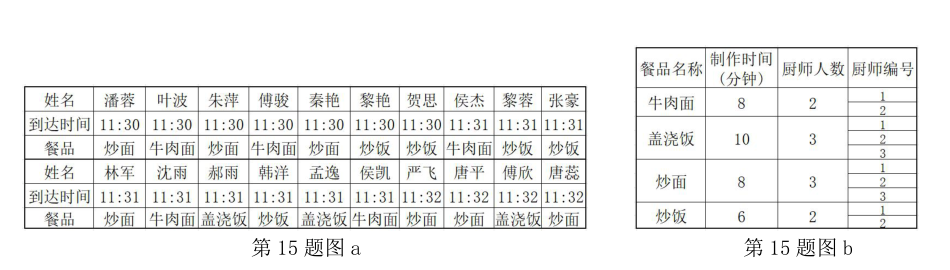 姓名 潘蓉 叶波 朱萍 傅骏 秦艳 黎艳 贺思 侯杰 黎蓉 张豪
到达时间 11:30 11:30 11:30 11:30 11:30 11:30 11:30 11:31 11:31 11:31
餐品 炒面 牛肉面 炒面 牛肉面 炒面 炒饭 炒饭 牛肉面 炒饭 炒饭
姓名 林军 沈雨 郝雨 韩洋 孟逸 侯凯 严飞 唐平 傅欣 唐蕊
到达时间 11:31 11:31 11:31 11:31 11:31 11:31 11:32 11:32 11:32 11:32
餐品 炒面 牛肉面 盖浇饭 炒饭 盖浇饭 牛肉面 炒面 炒面 盖浇饭 炒面
第 15 题图 a
餐品名称 制作时间 厨师人数 厨师编号
(分钟)
牛肉面 8 2 1
2
盖浇饭 10 3 1
2
3
炒面 8 3 1
2
3
炒饭 6 2 1
2
第 15 题图 b